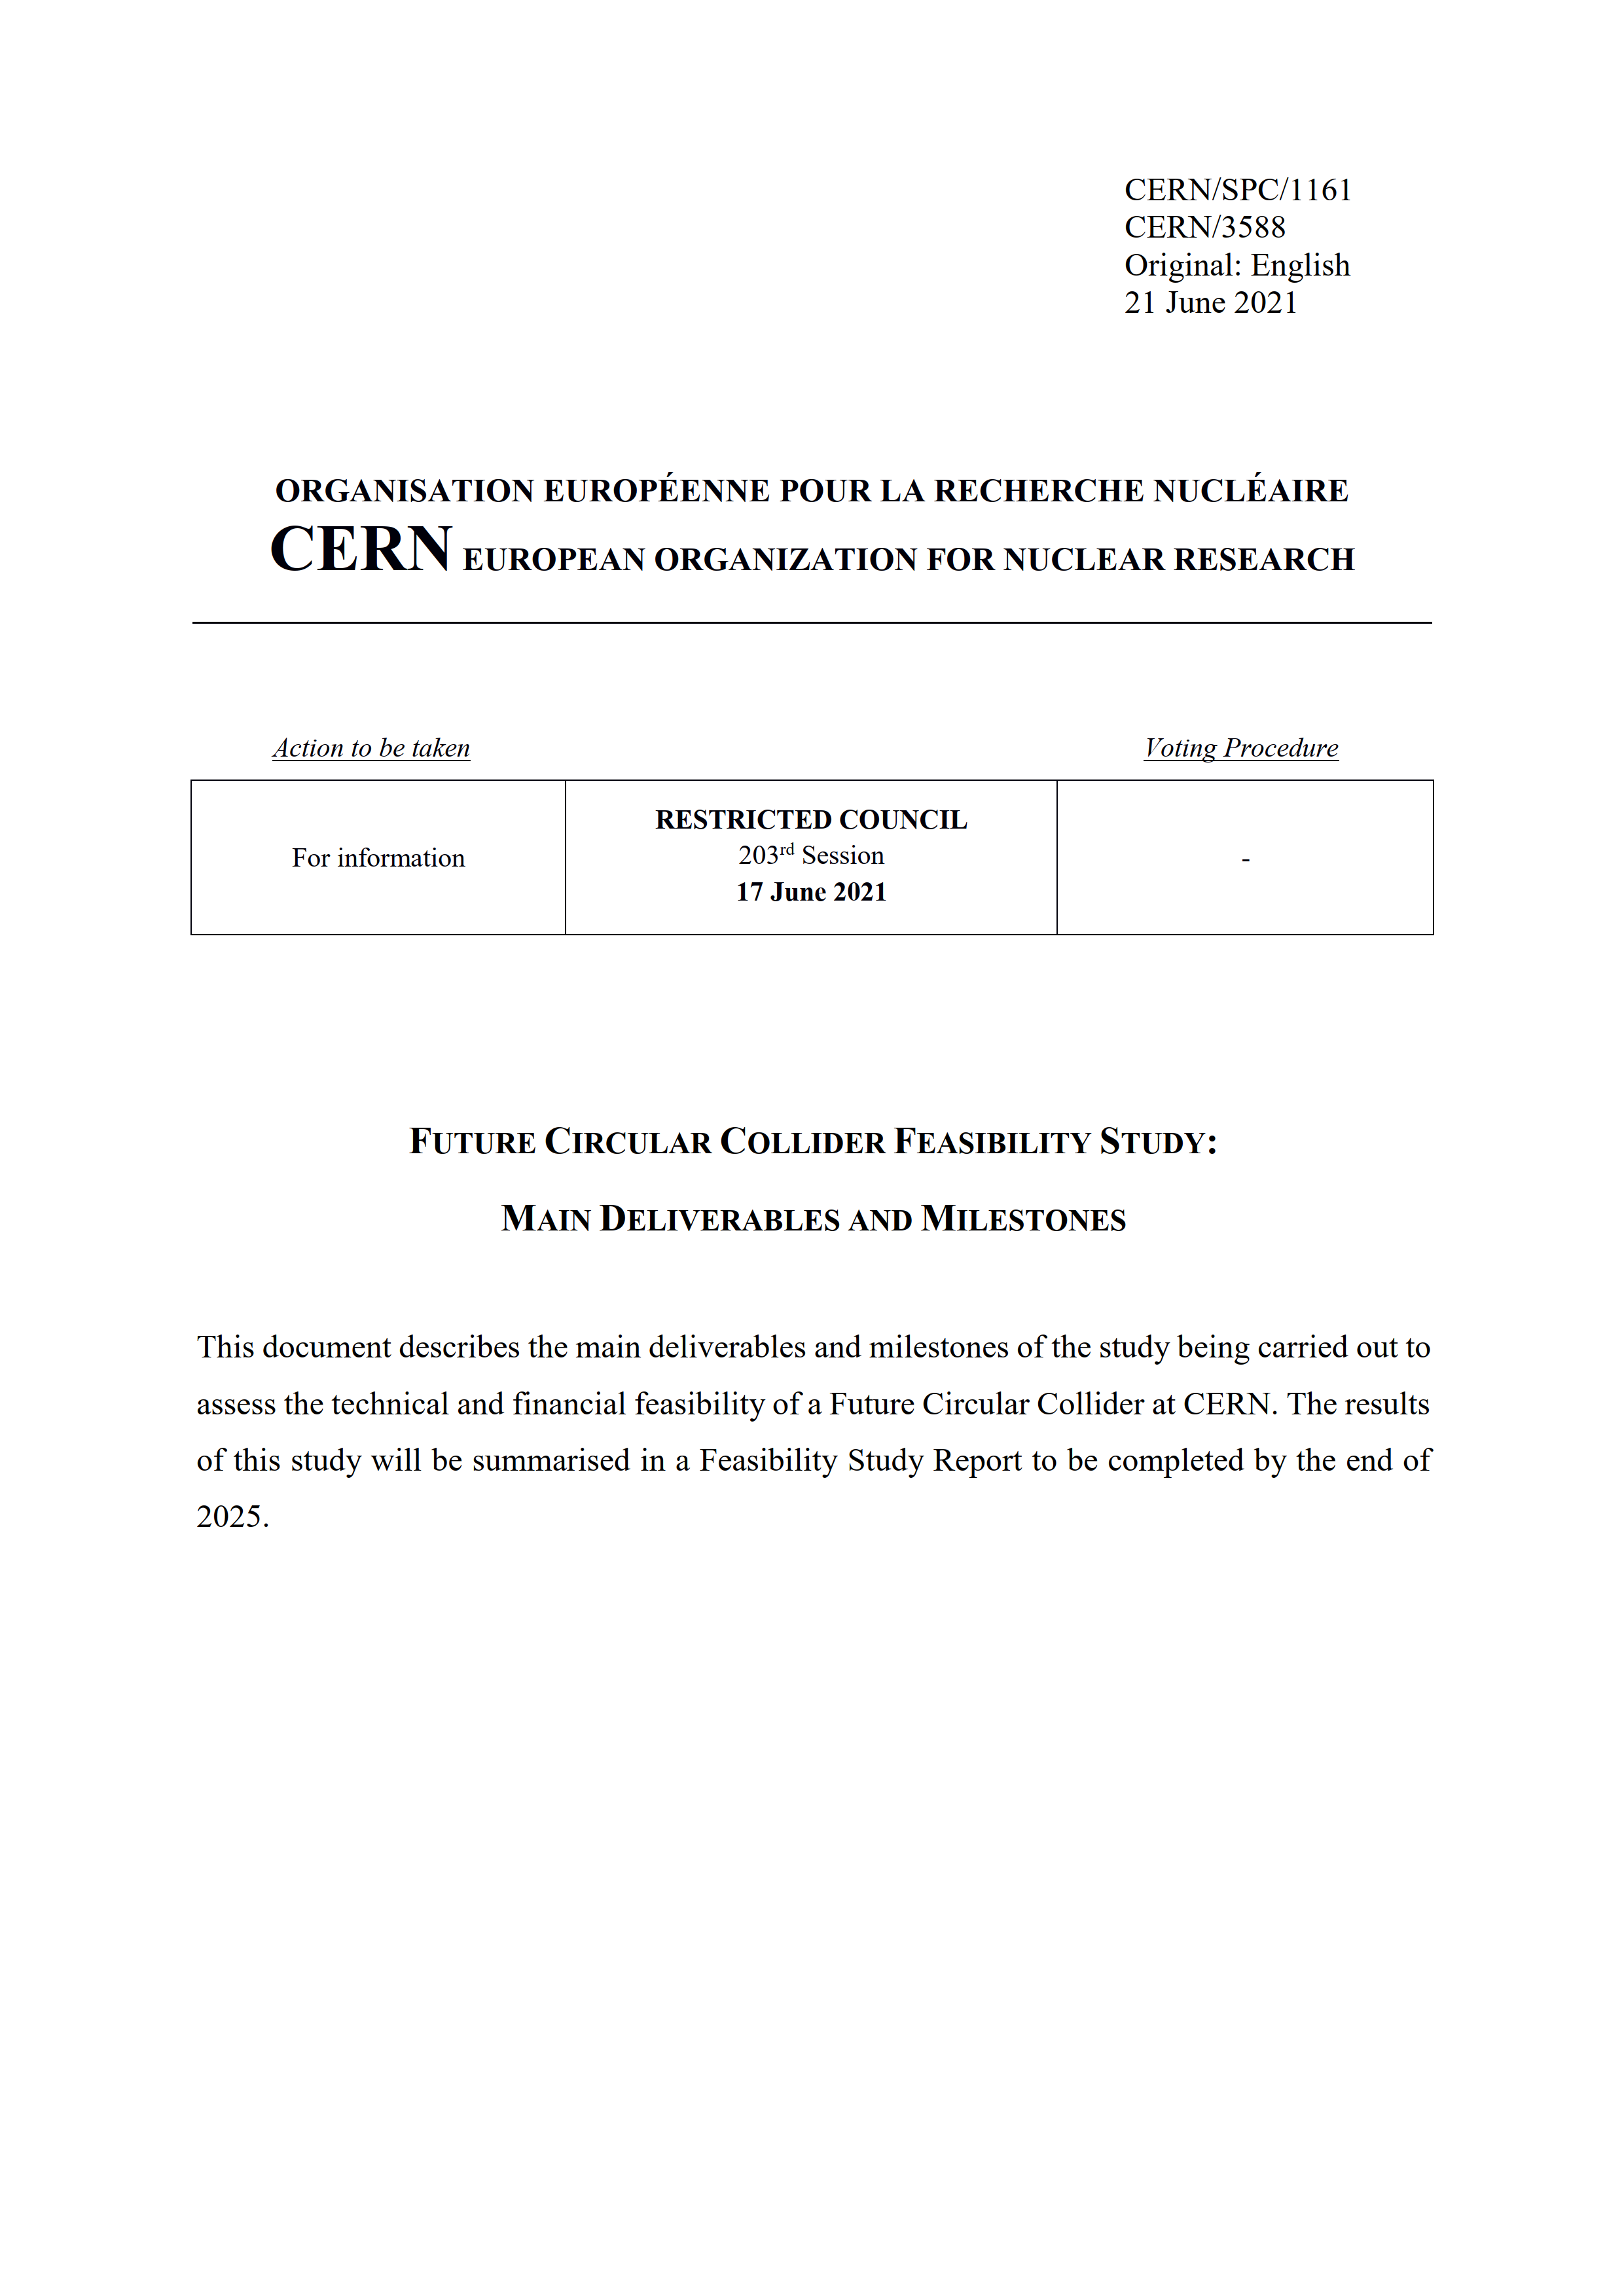 CERN/SPC/1161
CERN/3588
Original: English
21 June 2021
ORGANISATION EUROPÉENNE POUR LA RECHERCHE NUCLÉAIRE
CERN EUROPEAN ORGANIZATION FOR NUCLEAR RESEARCH
Action to be taken
Voting Procedure
For information
RESTRICTED COUNCIL
203rd Session
17 June 2021
-
FUTURE CIRCULAR COLLIDER FEASIBILITY STUDY:
MAIN DELIVERABLES AND MILESTONES
This document describes the main deliverables and milestones of the study being carried out to
assess the technical and financial feasibility of a Future Circular Collider at CERN. The results
of this study will be summarised in a Feasibility Study Report to be completed by the end of
2025.